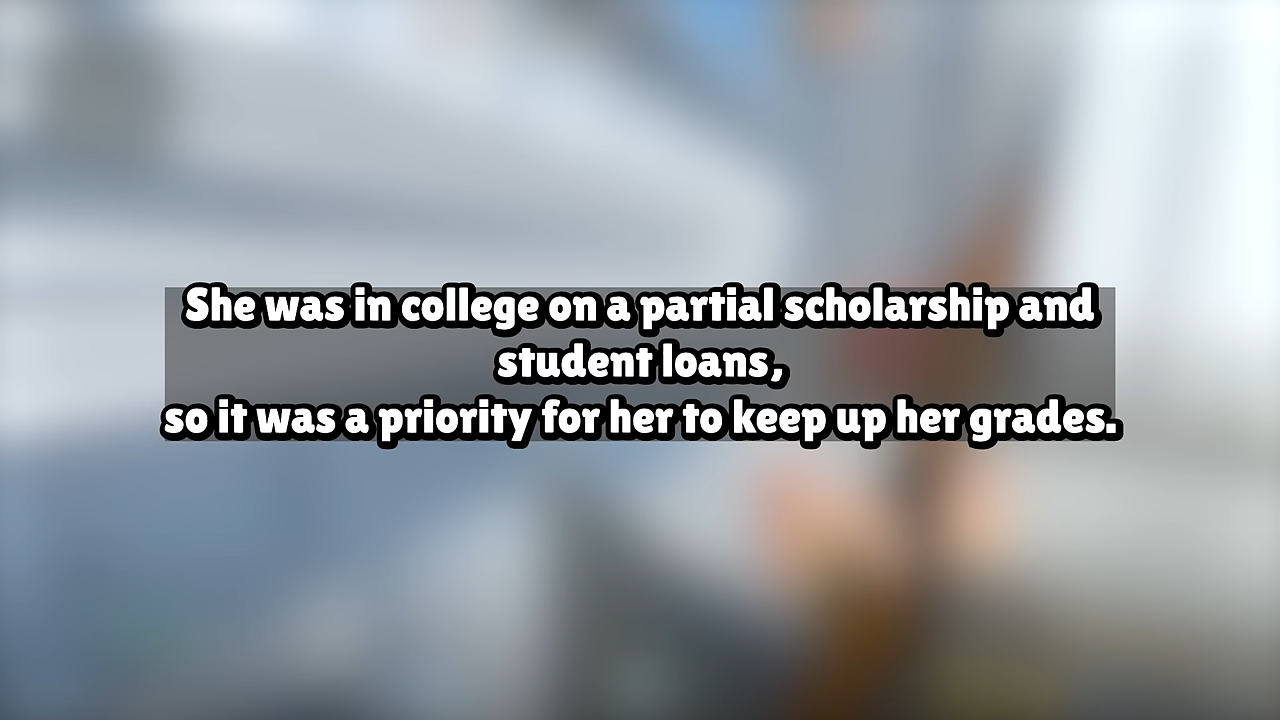 She was in college on a partial scholarship and
student loans,
so it was a priority for her to keep up her grades.